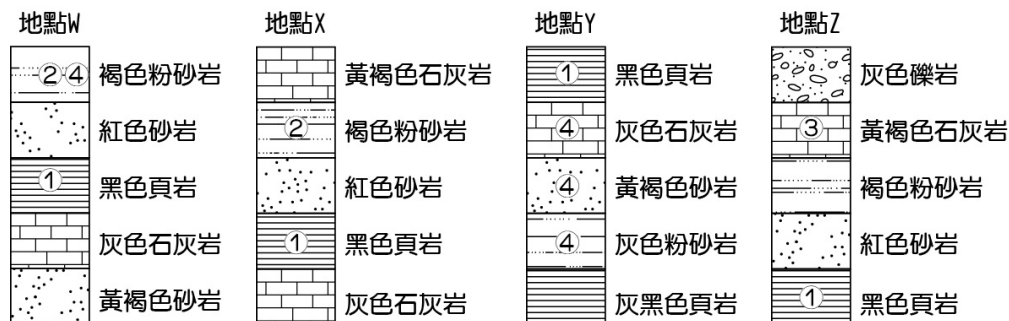 地點W
②④ 褐色粉砂岩
紅色砂岩
① 黑色頁岩
灰色石灰岩
黃褐色砂岩
地點X
黃褐色石灰岩
② 褐色粉砂岩
紅色砂岩
① 黑色頁岩
灰色石灰岩
地點Y
① 黑色頁岩
④ 灰色石灰岩
④ 黃褐色砂岩
④ 灰色粉砂岩
灰黑色頁岩
地點Z
灰色礫岩
③ 黃褐色石灰岩
褐色粉砂岩
紅色砂岩
① 黑色頁岩